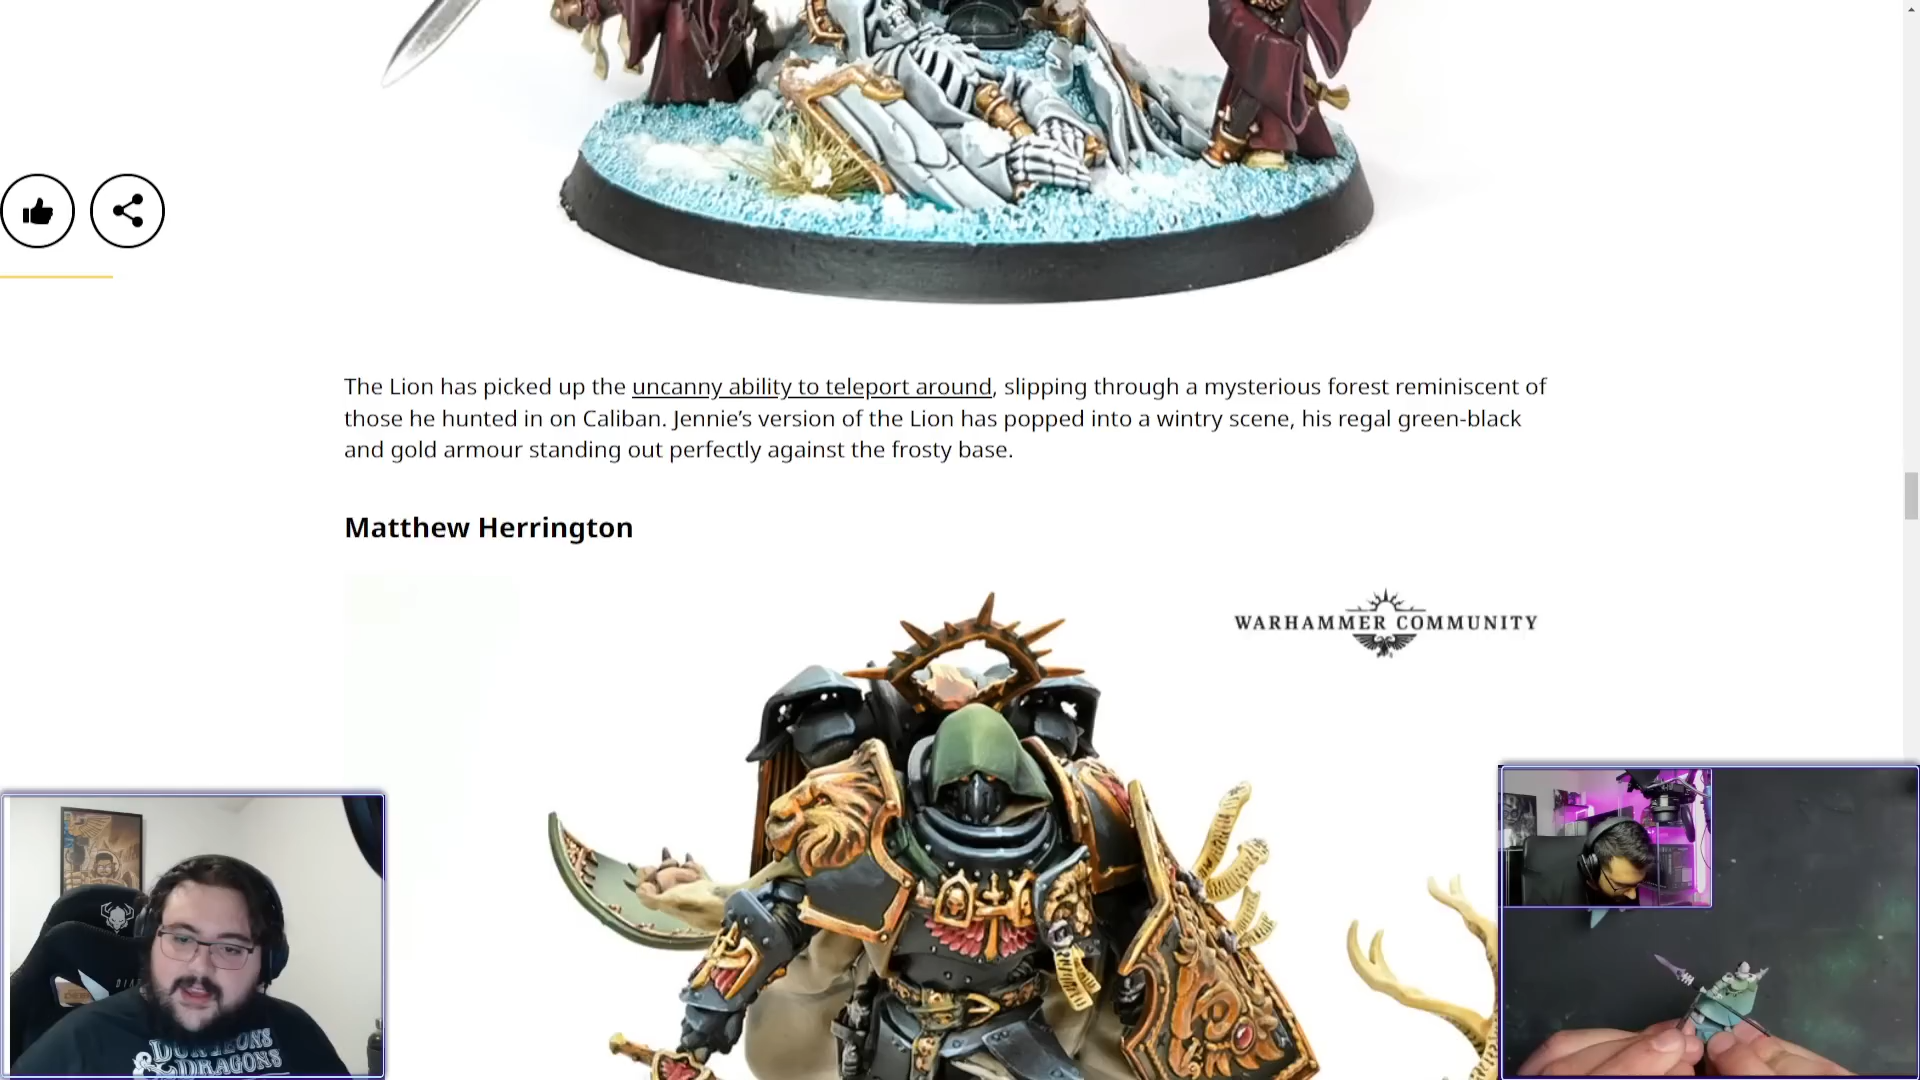 The Lion has picked up the uncanny ability to teleport around, slipping through a mysterious forest reminiscent of
those he hunted in on Caliban. Jennie’s version of the Lion has popped into a wintry scene, his regal green-black
and gold armour standing out perfectly against the frosty base.
Matthew Herrington
WARHAMMER COMMUNITY
DUNGEONS
& DRAGONS